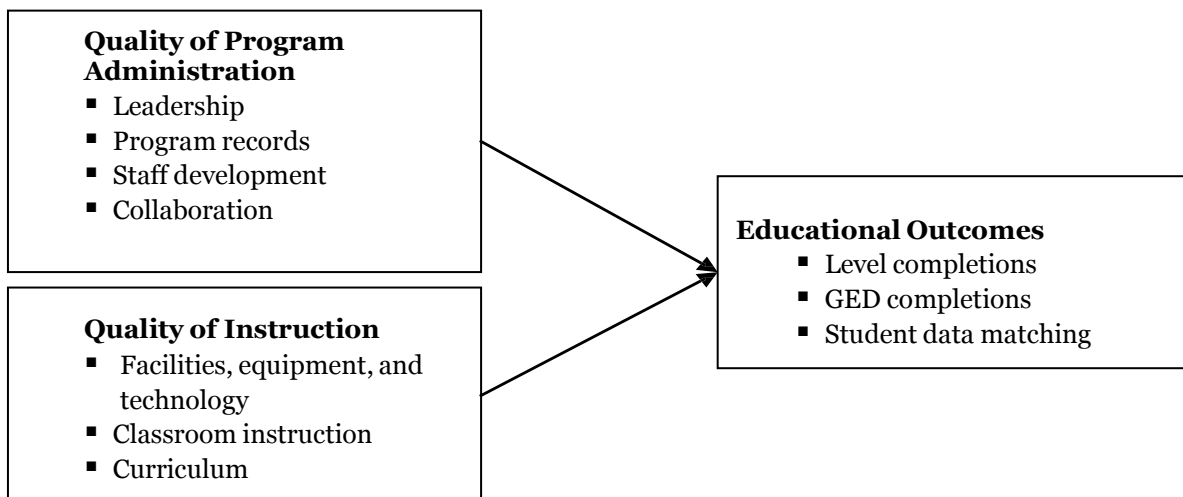 Quality of Program
Administration
▪ Leadership
▪ Program records
▪ Staff development
▪ Collaboration
Quality of Instruction
▪ Facilities, equipment, and
technology
▪ Classroom instruction
▪ Curriculum
Educational Outcomes
▪ Level completions
▪ GED completions
▪ Student data matching